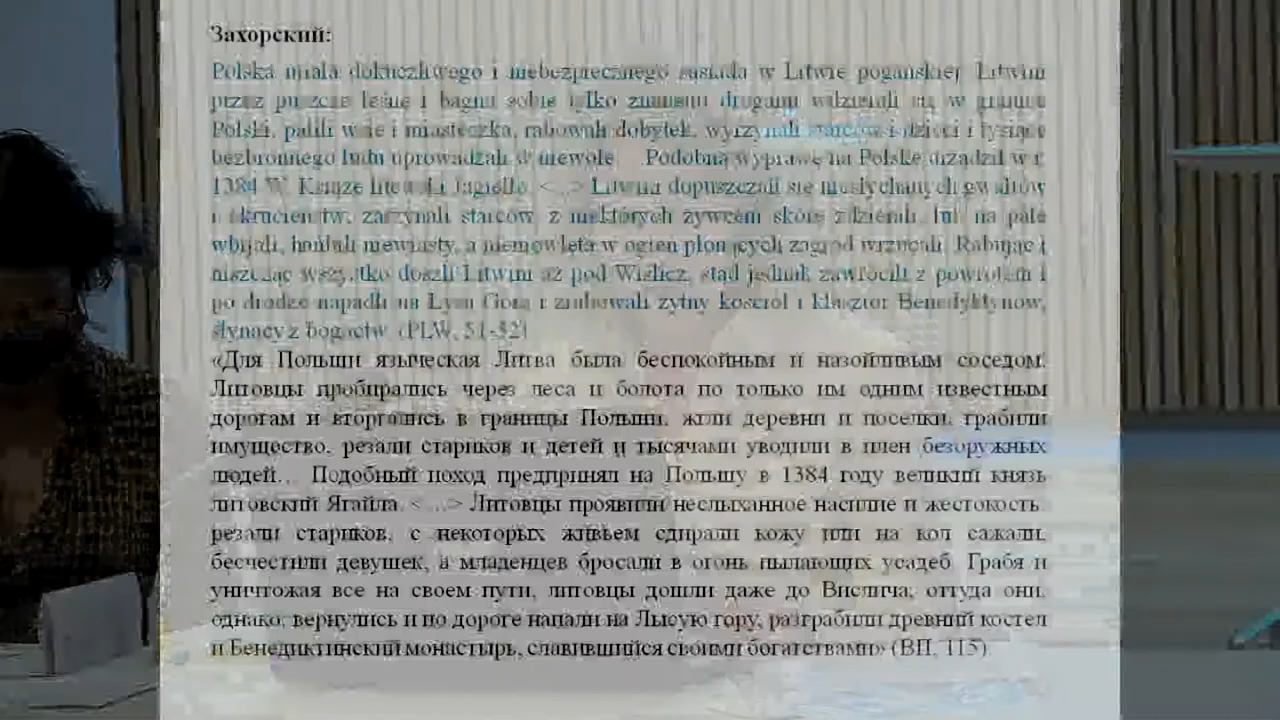 Захорский:
Polska miała dokuczliwego i niebezpiecznego sąsiada w Litwie pogańskiej. Litwini
przez puszcze leśne i bagna sobie tylko znanemi drogami wdzierali się w granice
Polski, palili wsie i miasteczka, rabowali dobytek, wyrzynali starców i dzieci i tysiące
bezbronnego ludu uprowadzali w niewolę... Podobną wyprawę na Polskę urządził w r.
1384 W. Książe litewski Jagiełło. <...> Litwini dopuszczali się niesłychanych gwałtów
i okrucieństw, zarzynali starców, z niektórych żywcem skórę zdzierali, lub na pale
wbijali, hańbili niewiasty, a niemowlęta w ogień płonących zagród wrzucali. Rabując i
niszcząc wszystko doszli Litwini aż pod Wiślicz, stąd jednak zawrócili z powrotem i
po drodze napadli na Łysą Górę i zrabowali kościół i klasztor Benedyktynów,
słynący z bogactw. (PLW, 51-52)
«Для Польши языческая Литва была беспокойным и назойливым соседом.
Литовцы пробирались через леса и болота по только им одним известным
дорогам и вторгались в границы Польши, жгли деревни и поселки, грабили
имущество, резали стариков и детей и тысячами уводили в плен безоружных
людей... Подобный поход предпринял на Польшу в 1384 году великий князь
литовский Ягайла. <...> Литовцы проявили неслыханное насилие и жестокость:
резали стариков, с некоторых живьем сдирали кожу или на кол сажали,
бесчестили девушек, а младенцев бросали в огонь пылающих усадеб. Грабя и
уничтожая все на своем пути, литовцы дошли даже до Вислича; оттуда они,
однако, вернулись и по дороге напали на Лысую гору, разграбили древний костел
и Бенедиктинский монастырь, славившийся своими богатствами» (ВП, 115).